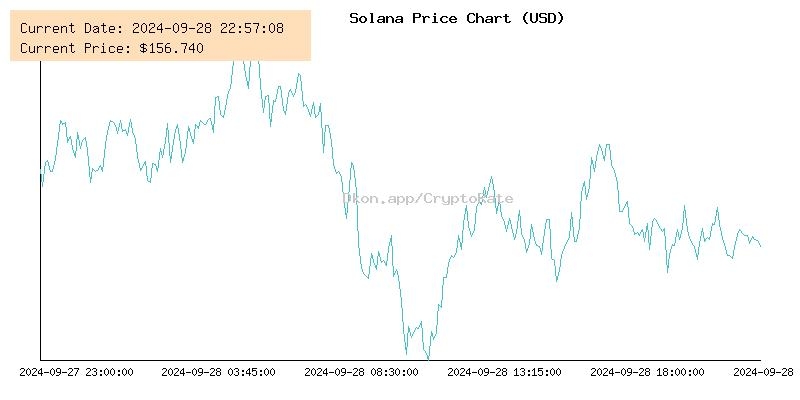 Solana Price Chart (USD)
Current Date: 2024-09-28 22:57:08
Current Price: $156.740
Dkon.app/CryptoRate
2024-09-27 23:00:00
2024-09-28 03:45:00
2024-09-28 08:30:00
2024-09-28 13:15:00
2024-09-28 18:00:00
2024-09-28